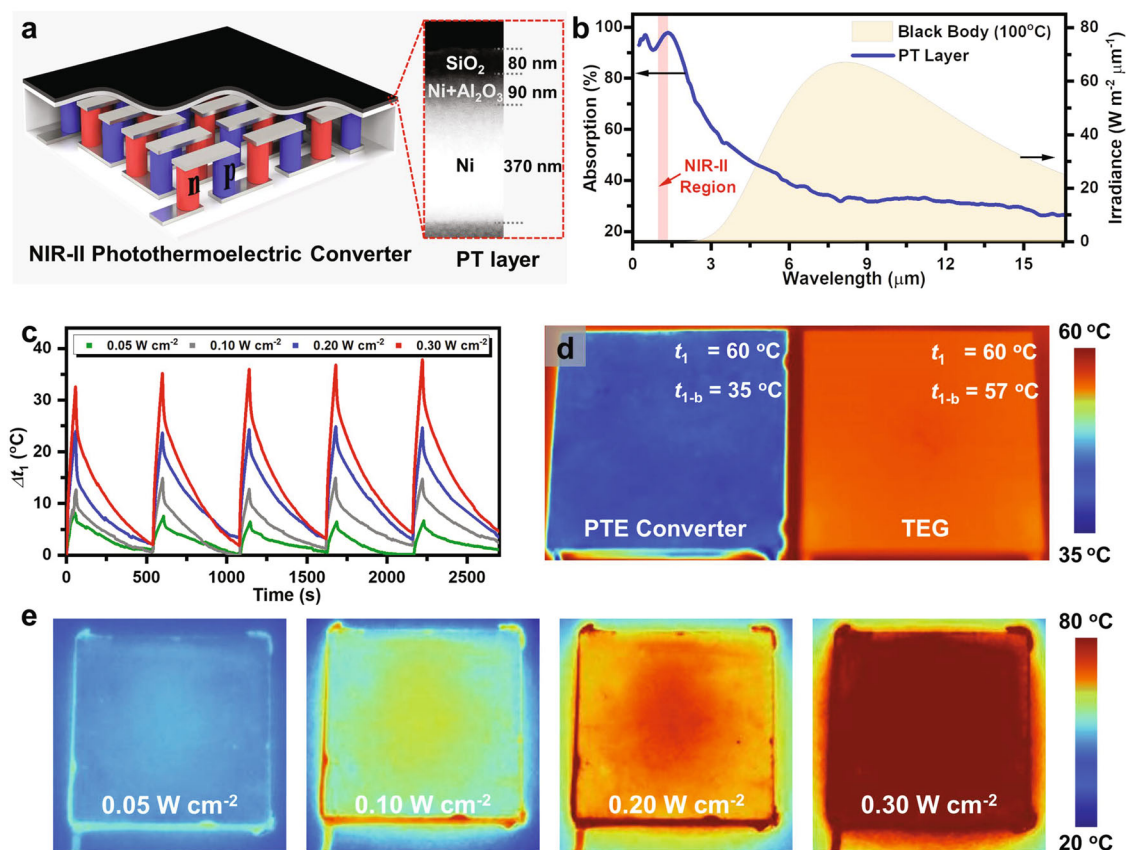 a
SiO₂
80 nm
Ni+Al₂O₃
90 nm
Ni
370 nm
n
p
NIR-II Photothermoelectric Converter
PT layer
b
Black Body (100°C)
PT Layer
NIR-II
Region
Absorption (%)
100
80
60
40
20
Irradiance (W m⁻² μm⁻¹)
80
60
40
20
0
0
3
6
9
12
15
Wavelength (μm)
c
0.05 W cm⁻²
0.10 W cm⁻²
0.20 W cm⁻²
0.30 W cm⁻²
Δt₁ (°C)
40
30
20
10
0
0
500
1000
1500
2000
2500
Time (s)
d
t₁ = 60 °C
t₁₋b = 35 °C
PTE Converter
t₁ = 60 °C
t₁₋b = 57 °C
TEG
60 °C
35 °C
e
0.05 W cm⁻²
0.10 W cm⁻²
0.20 W cm⁻²
0.30 W cm⁻²
80 °C
20 °C